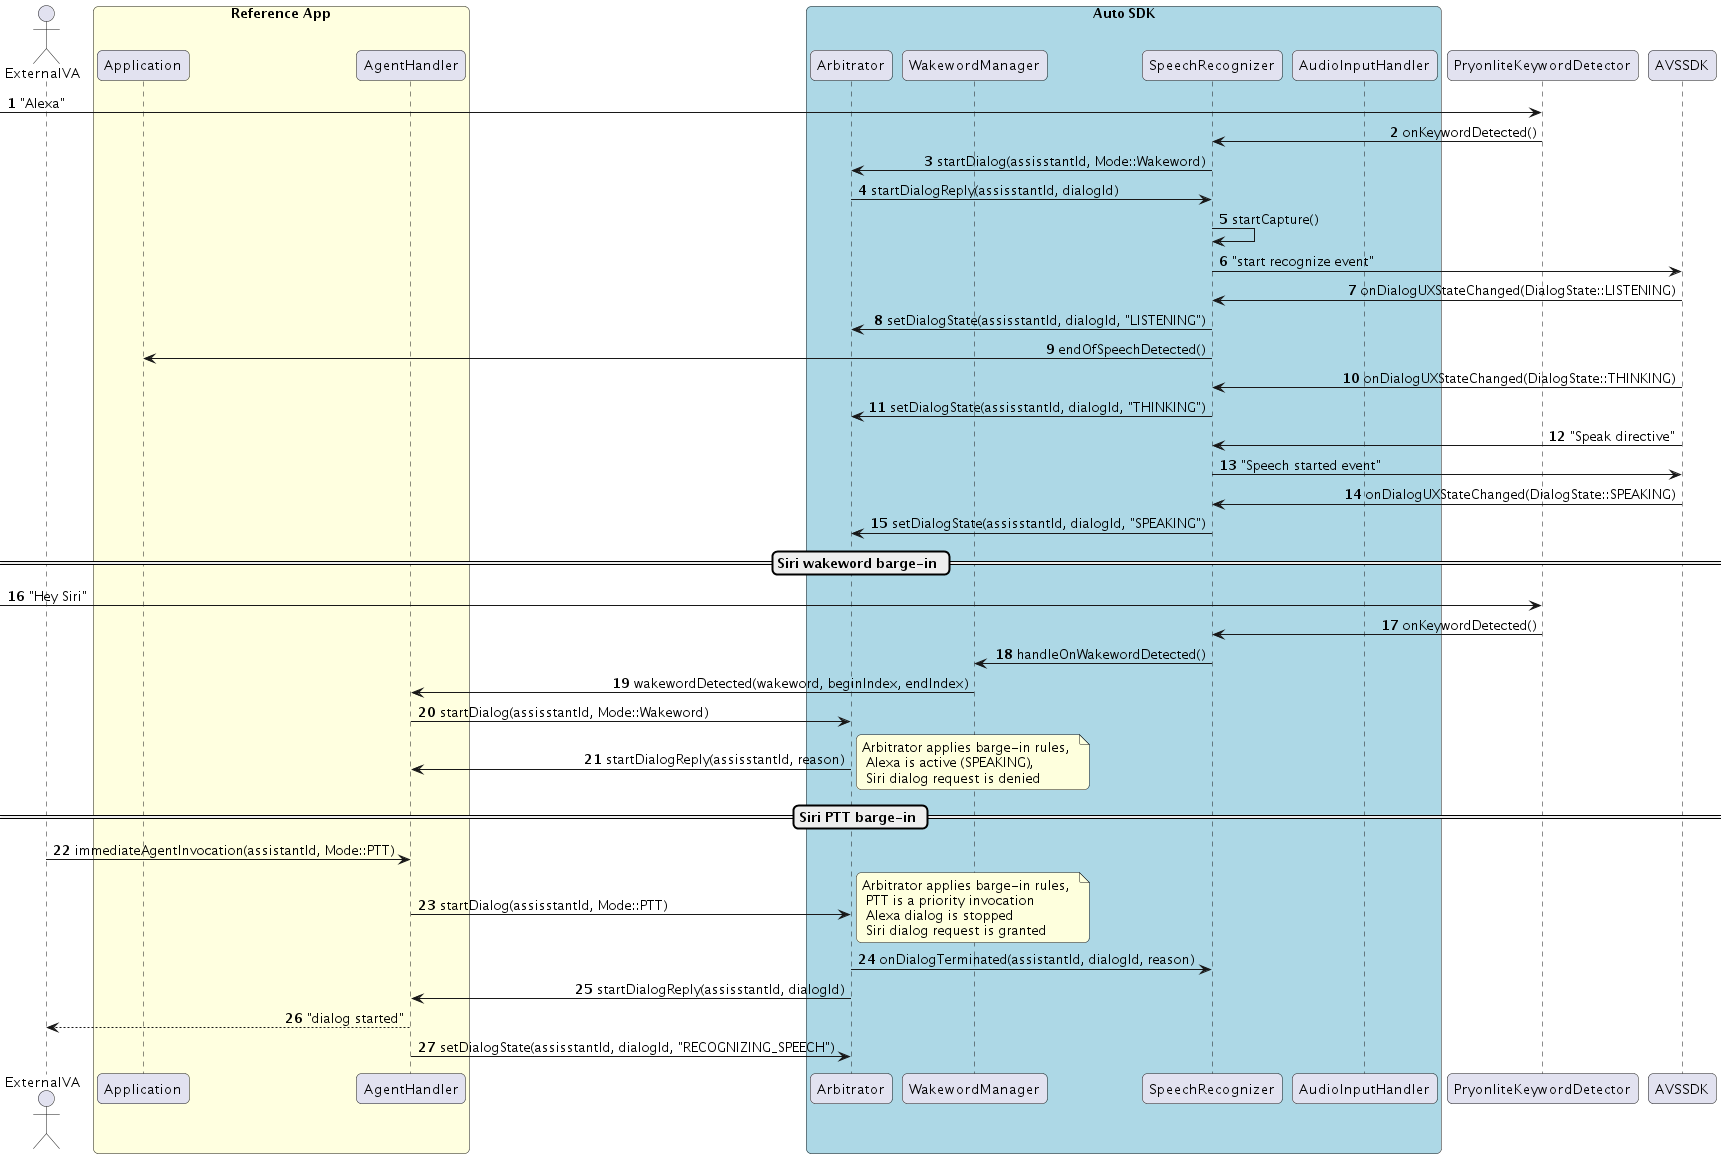 Reference App
Auto SDK
ExternalVA
Application
AgentHandler
Arbitrator
WakewordManager
SpeechRecognizer
AudioInputHandler
PryonliteKeywordDetector
AVSSDK
1 "Alexa"
2 onKeywordDetected()
3 startDialog(assisstantId, Mode::Wakeword)
4 startDialogReply(assisstantId, dialogId)
5 startCapture()
6 "start recognize event"
7 onDialogUXStateChanged(DialogState::LISTENING)
8 setDialogState(assisstantId, dialogId, "LISTENING")
9 endOfSpeechDetected()
10 onDialogUXStateChanged(DialogState::THINKING)
11 setDialogState(assisstantId, dialogId, "THINKING")
12 "Speak directive"
13 "Speech started event"
14 onDialogUXStateChanged(DialogState::SPEAKING)
15 setDialogState(assisstantId, dialogId, "SPEAKING")
Siri wakeword barge-in
16 "Hey Siri"
17 onKeywordDetected()
18 handleOnWakewordDetected()
19 wakewordDetected(wakeword, beginIndex, endIndex)
20 startDialog(assisstantId, Mode::Wakeword)
21 startDialogReply(assisstantId, reason)
Arbitrator applies barge-in rules,
Alexa is active (SPEAKING),
Siri dialog request is denied
Siri PTT barge-in
22 immediateAgentInvocation(assistantId, Mode::PTT)
23 startDialog(assisstantId, Mode::PTT)
Arbitrator applies barge-in rules,
PTT is a priority invocation
Alexa dialog is stopped
Siri dialog request is granted
24 onDialogTerminated(assistantId, dialogId, reason)
25 startDialogReply(assisstantId, dialogId)
26 "dialog started"
27 setDialogState(assisstantId, dialogId, "RECOGNIZING_SPEECH")
ExternalVA
Application
AgentHandler
Arbitrator
WakewordManager
SpeechRecognizer
AudioInputHandler
PryonliteKeywordDetector
AVSSDK